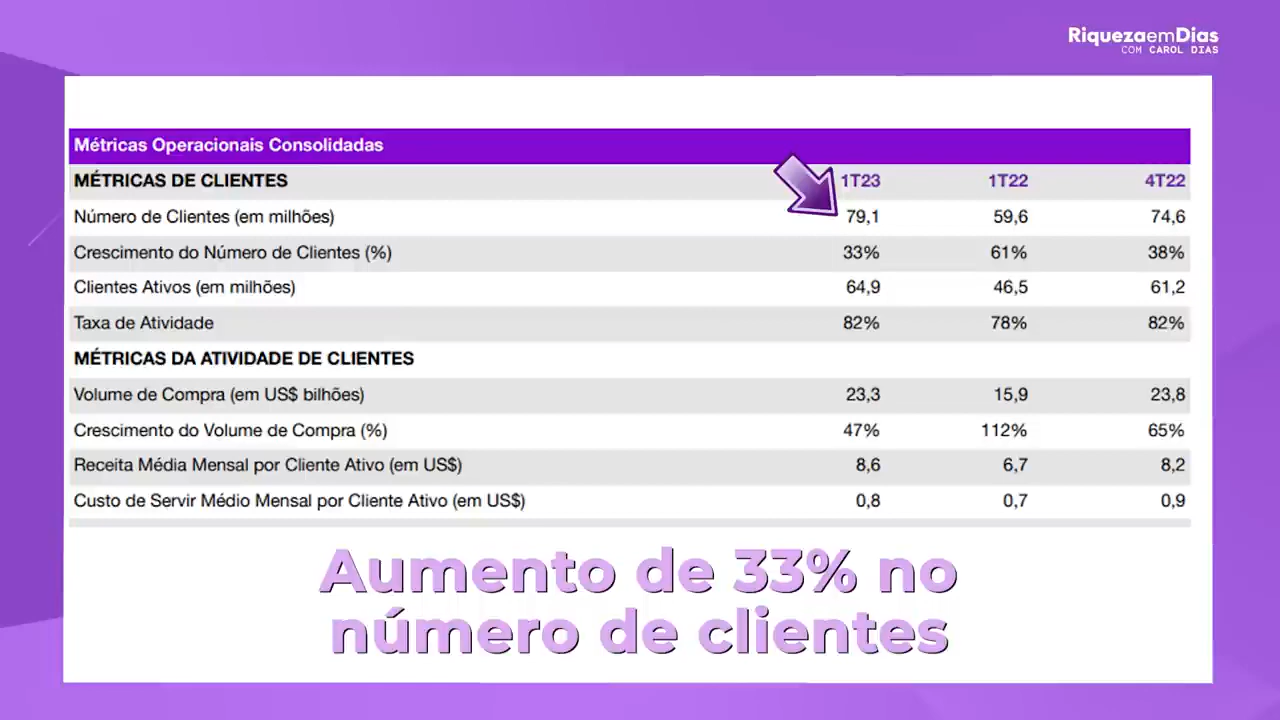 RiquezaemDias
COM CAROL DIAS
Métricas Operacionais Consolidadas
MÉTRICAS DE CLIENTES 1T23 1T22 4T22
Número de Clientes (em milhões) 79,1 59,6 74,6
Crescimento do Número de Clientes (%) 33% 61% 38%
Clientes Ativos (em milhões) 64,9 46,5 61,2
Taxa de Atividade 82% 78% 82%
MÉTRICAS DA ATIVIDADE DE CLIENTES
Volume de Compra (em US$ bilhões) 23,3 15,9 23,8
Crescimento do Volume de Compra (%) 47% 112% 65%
Receita Média Mensal por Cliente Ativo (em US$) 8,6 6,7 8,2
Custo de Servir Médio Mensal por Cliente Ativo (em US$) 0,8 0,7 0,9
Aumento de 33% no
número de clientes